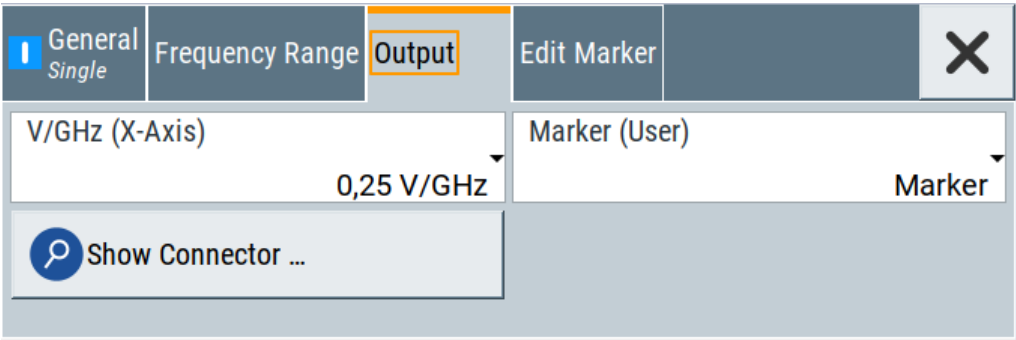 General
Single
Frequency Range
Output
Edit Marker
V/GHz (X-Axis)
0,25 V/GHz
Marker (User)
Marker
Show Connector ...